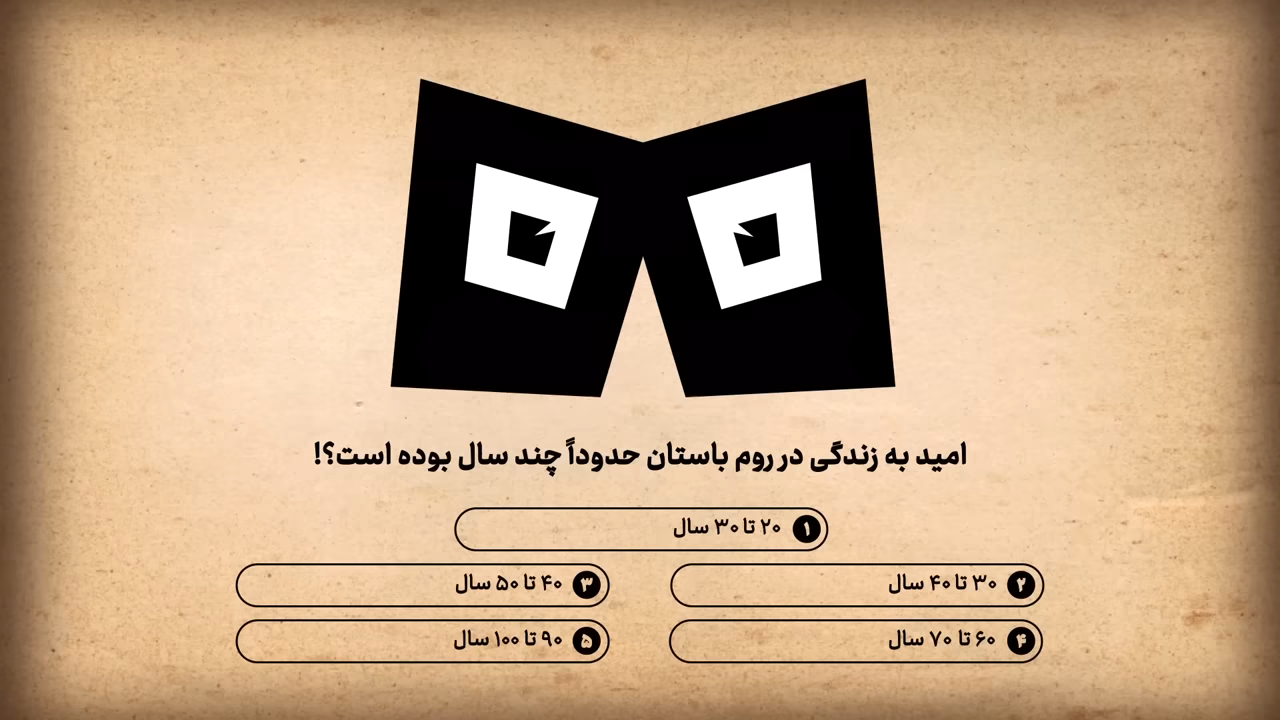 امید به زندگی در روم باستان حدوداً چند سال بوده است؟!
۱ ۲۰ تا ۳۰ سال
۲ ۳۰ تا ۴۰ سال
۳ ۴۰ تا ۵۰ سال
۴ ۶۰ تا ۷۰ سال
۵ ۹۰ تا ۱۰۰ سال